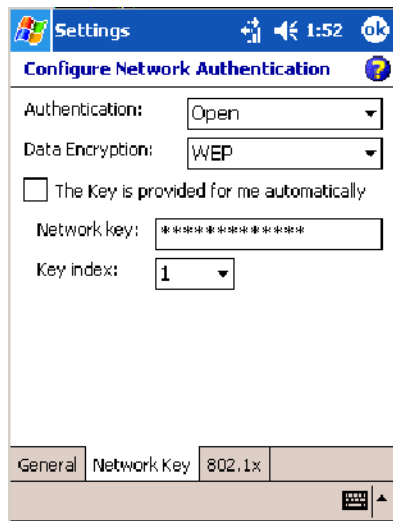 Settings 1:52 ok
Configure Network Authentication ?
Authentication: Open
Data Encryption: WEP
The Key is provided for me automatically
Network key: *************
Key index: 1
General Network Key 802.1x